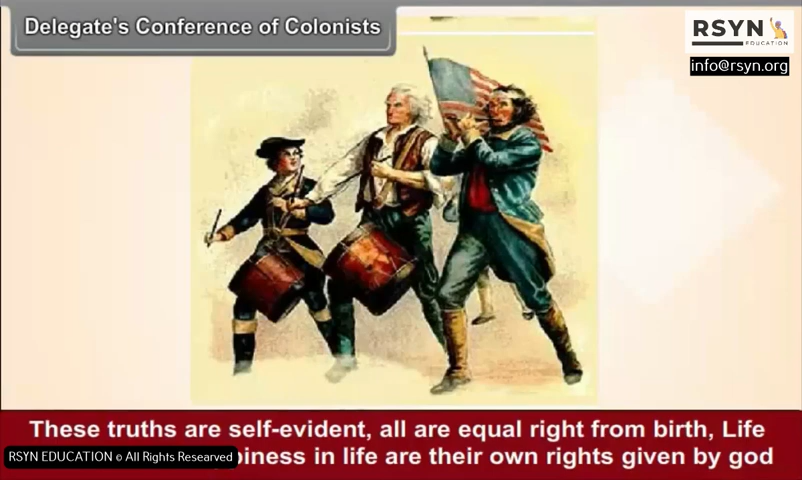 Delegate's Conference of Colonists
RSYN
EDUCATION
info@rsyn.org
These truths are self-evident, all are equal right from birth, Life
RSYN EDUCATION © All Rights Reserved
in life are their own rights given by god